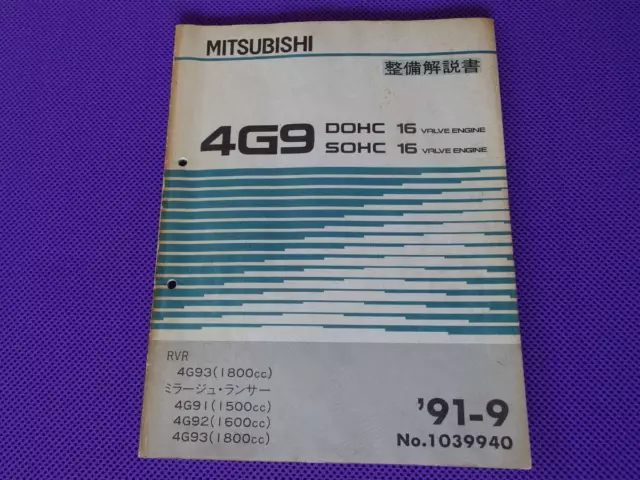 MITSUBISHI
整備解説書
4G9 DOHC 16 VALVE ENGINE
SOHC 16 VALVE ENGINE
RVR
4G93(1800cc)
ミラージュ・ランサー
4G91(1500cc)
4G92(1600cc)
4G93(1800cc)
'91-9
No.1039940